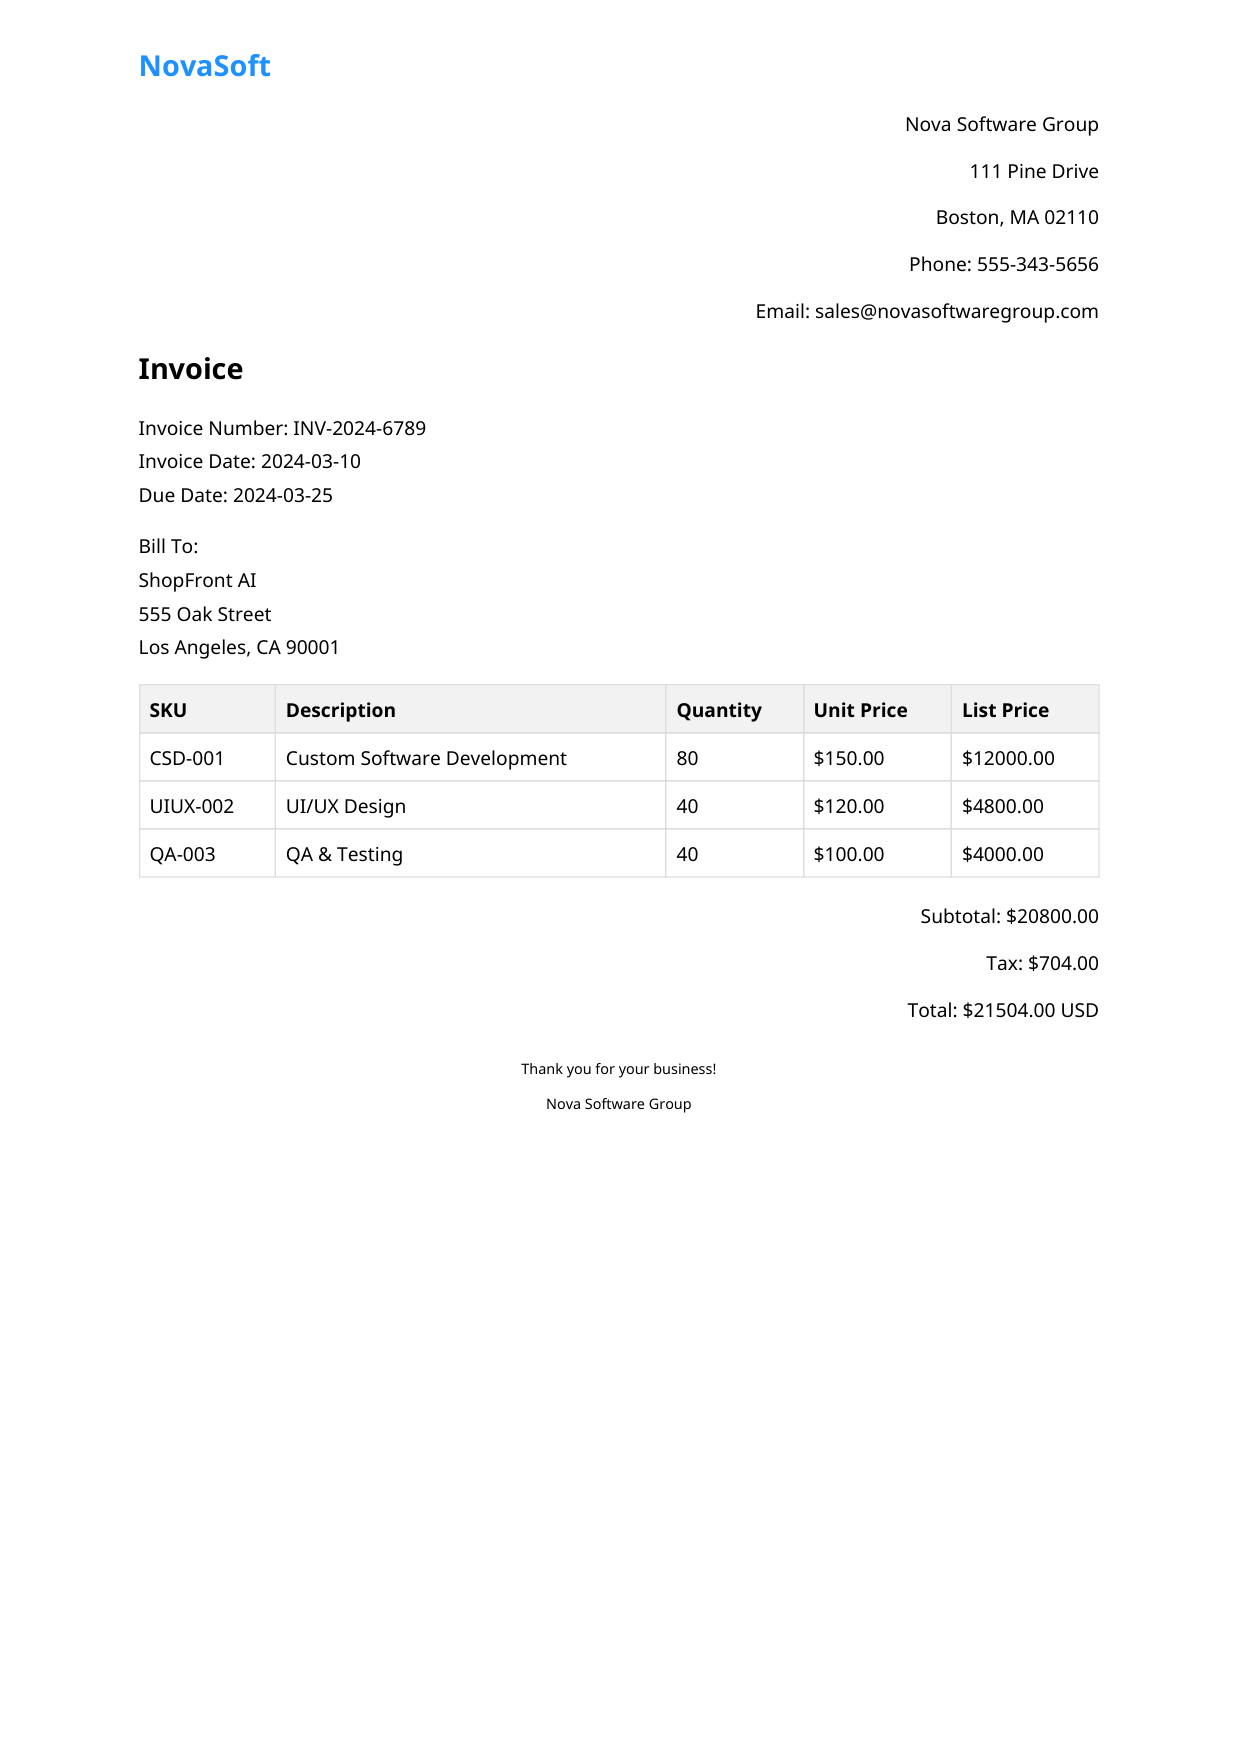 NovaSoft
Nova Software Group
111 Pine Drive
Boston, MA 02110
Phone: 555-343-5656
Email: sales@novasoftwaregroup.com
Invoice
Invoice Number: INV-2024-6789
Invoice Date: 2024-03-10
Due Date: 2024-03-25
Bill To:
ShopFront AI
555 Oak Street
Los Angeles, CA 90001
SKU Description Quantity Unit Price List Price
CSD-001 Custom Software Development 80 $150.00 $12000.00
UIUX-002 UI/UX Design 40 $120.00 $4800.00
QA-003 QA & Testing 40 $100.00 $4000.00
Subtotal: $20800.00
Tax: $704.00
Total: $21504.00 USD
Thank you for your business!
Nova Software Group